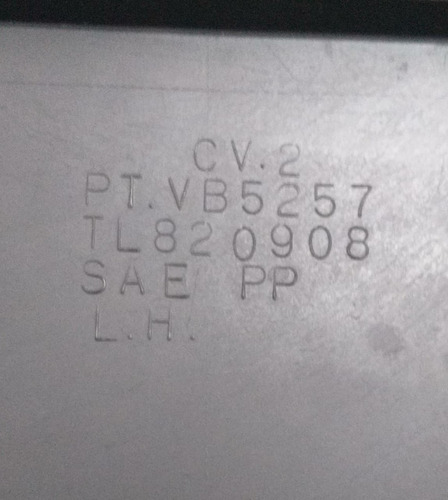 CV.2
PT.VB5257
TL820908
SAE PP
L.H.